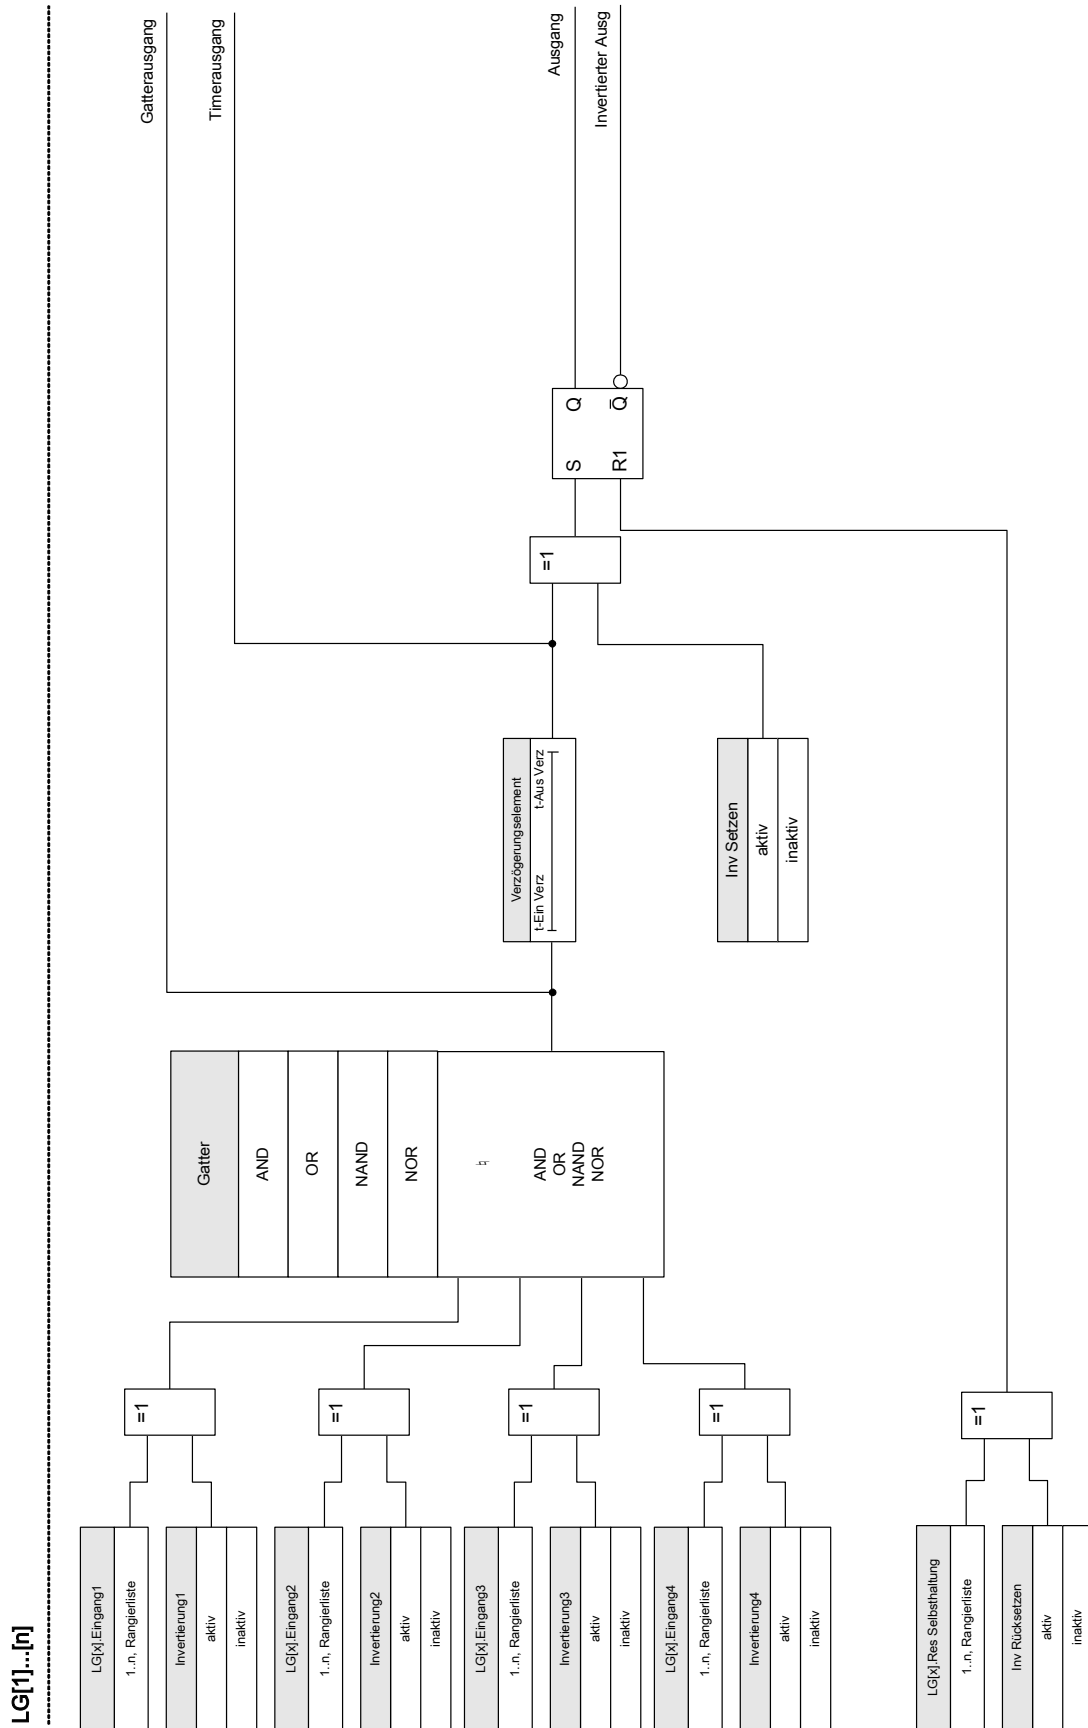 LG[1]...[n]
LG[x].Eingang1
1..n, Rangierliste
Invertierung1
aktiv
inaktiv
LG[x].Eingang2
1..n, Rangierliste
Invertierung2
aktiv
inaktiv
LG[x].Eingang3
1..n, Rangierliste
Invertierung3
aktiv
inaktiv
LG[x].Eingang4
1..n, Rangierliste
Invertierung4
aktiv
inaktiv
LG[x].Res Selbsthaltung
1..n, Rangierliste
Inv Rücksetzen
aktiv
inaktiv
=1
=1
=1
=1
=1
Gatter
AND
OR
NAND
NOR
AND
OR
NAND
NOR
Verzögerungselement
t-Ein Verz
t-Aus Verz
Inv Setzen
aktiv
inaktiv
=1
S
Q
R1
Q̅
Gatterausgang
Timerausgang
Ausgang
Invertierter Ausg